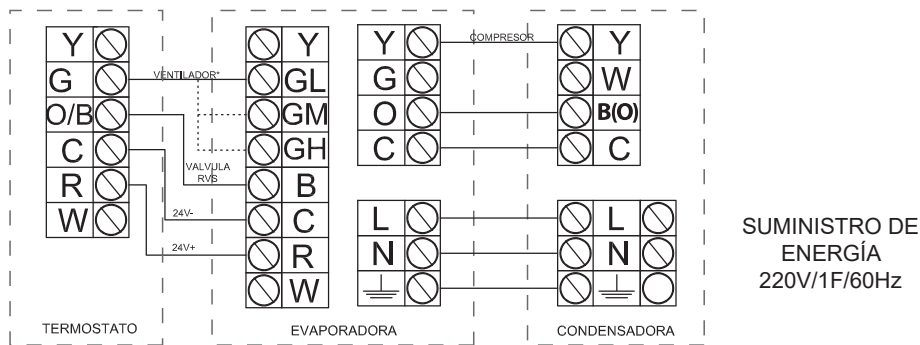 Y
G
O/B
C
R
W
TERMOSTATO
VENTILADOR*
VALVULA
RVS
24V-
24V+
Y
GL
GM
GH
B
C
R
W
Y
G
O
C
L
N
EVAPORADORA
COMPRESOR
Y
W
B(O)
C
L
N
CONDENSADORA
SUMINISTRO DE
ENERGÍA
220V/1F/60Hz